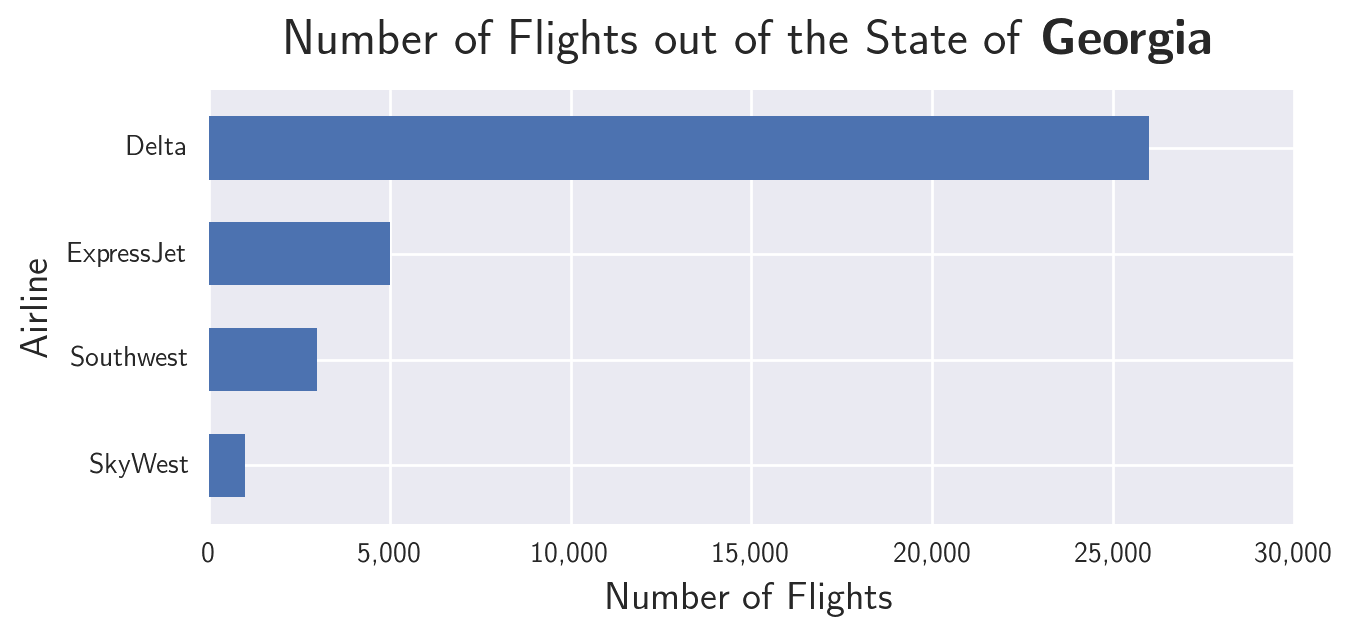 Number of Flights out of the State of Georgia
Delta
ExpressJet
Southwest
SkyWest
Airline
0 5,000 10,000 15,000 20,000 25,000 30,000
Number of Flights